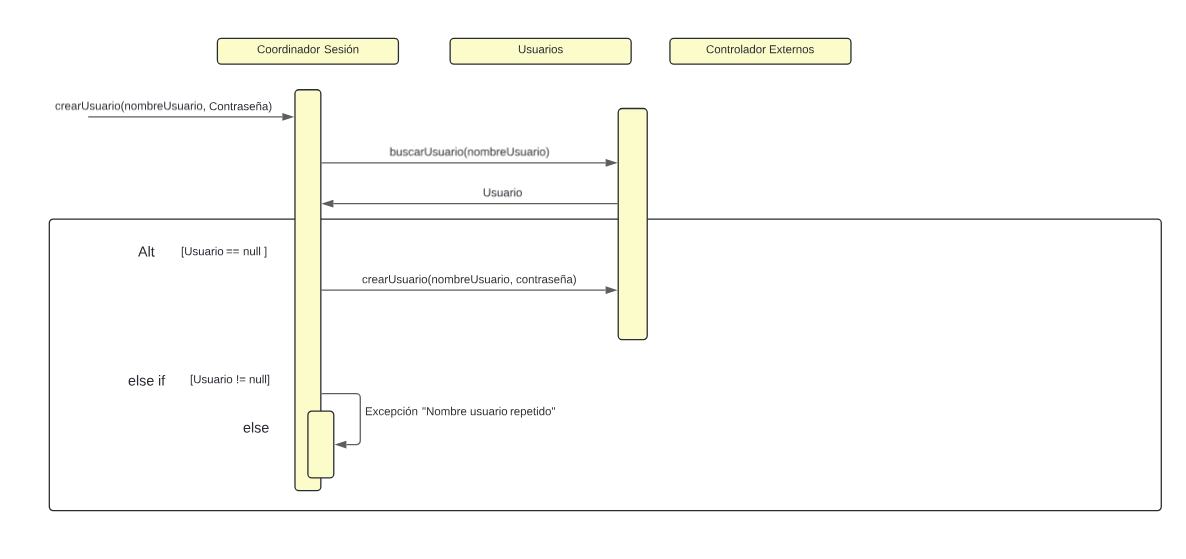 Coordinador Sesión
Usuarios
Controlador Externos
crearUsuario(nombreUsuario, Contraseña)
buscarUsuario(nombreUsuario)
Usuario
Alt [Usuario == null ]
crearUsuario(nombreUsuario, contraseña)
else if [Usuario != null]
Excepción "Nombre usuario repetido"
else